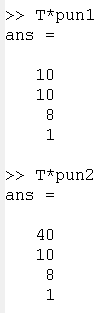 >> T*pun1
ans =
10
10
8
1
>> T*pun2
ans =
40
10
8
1